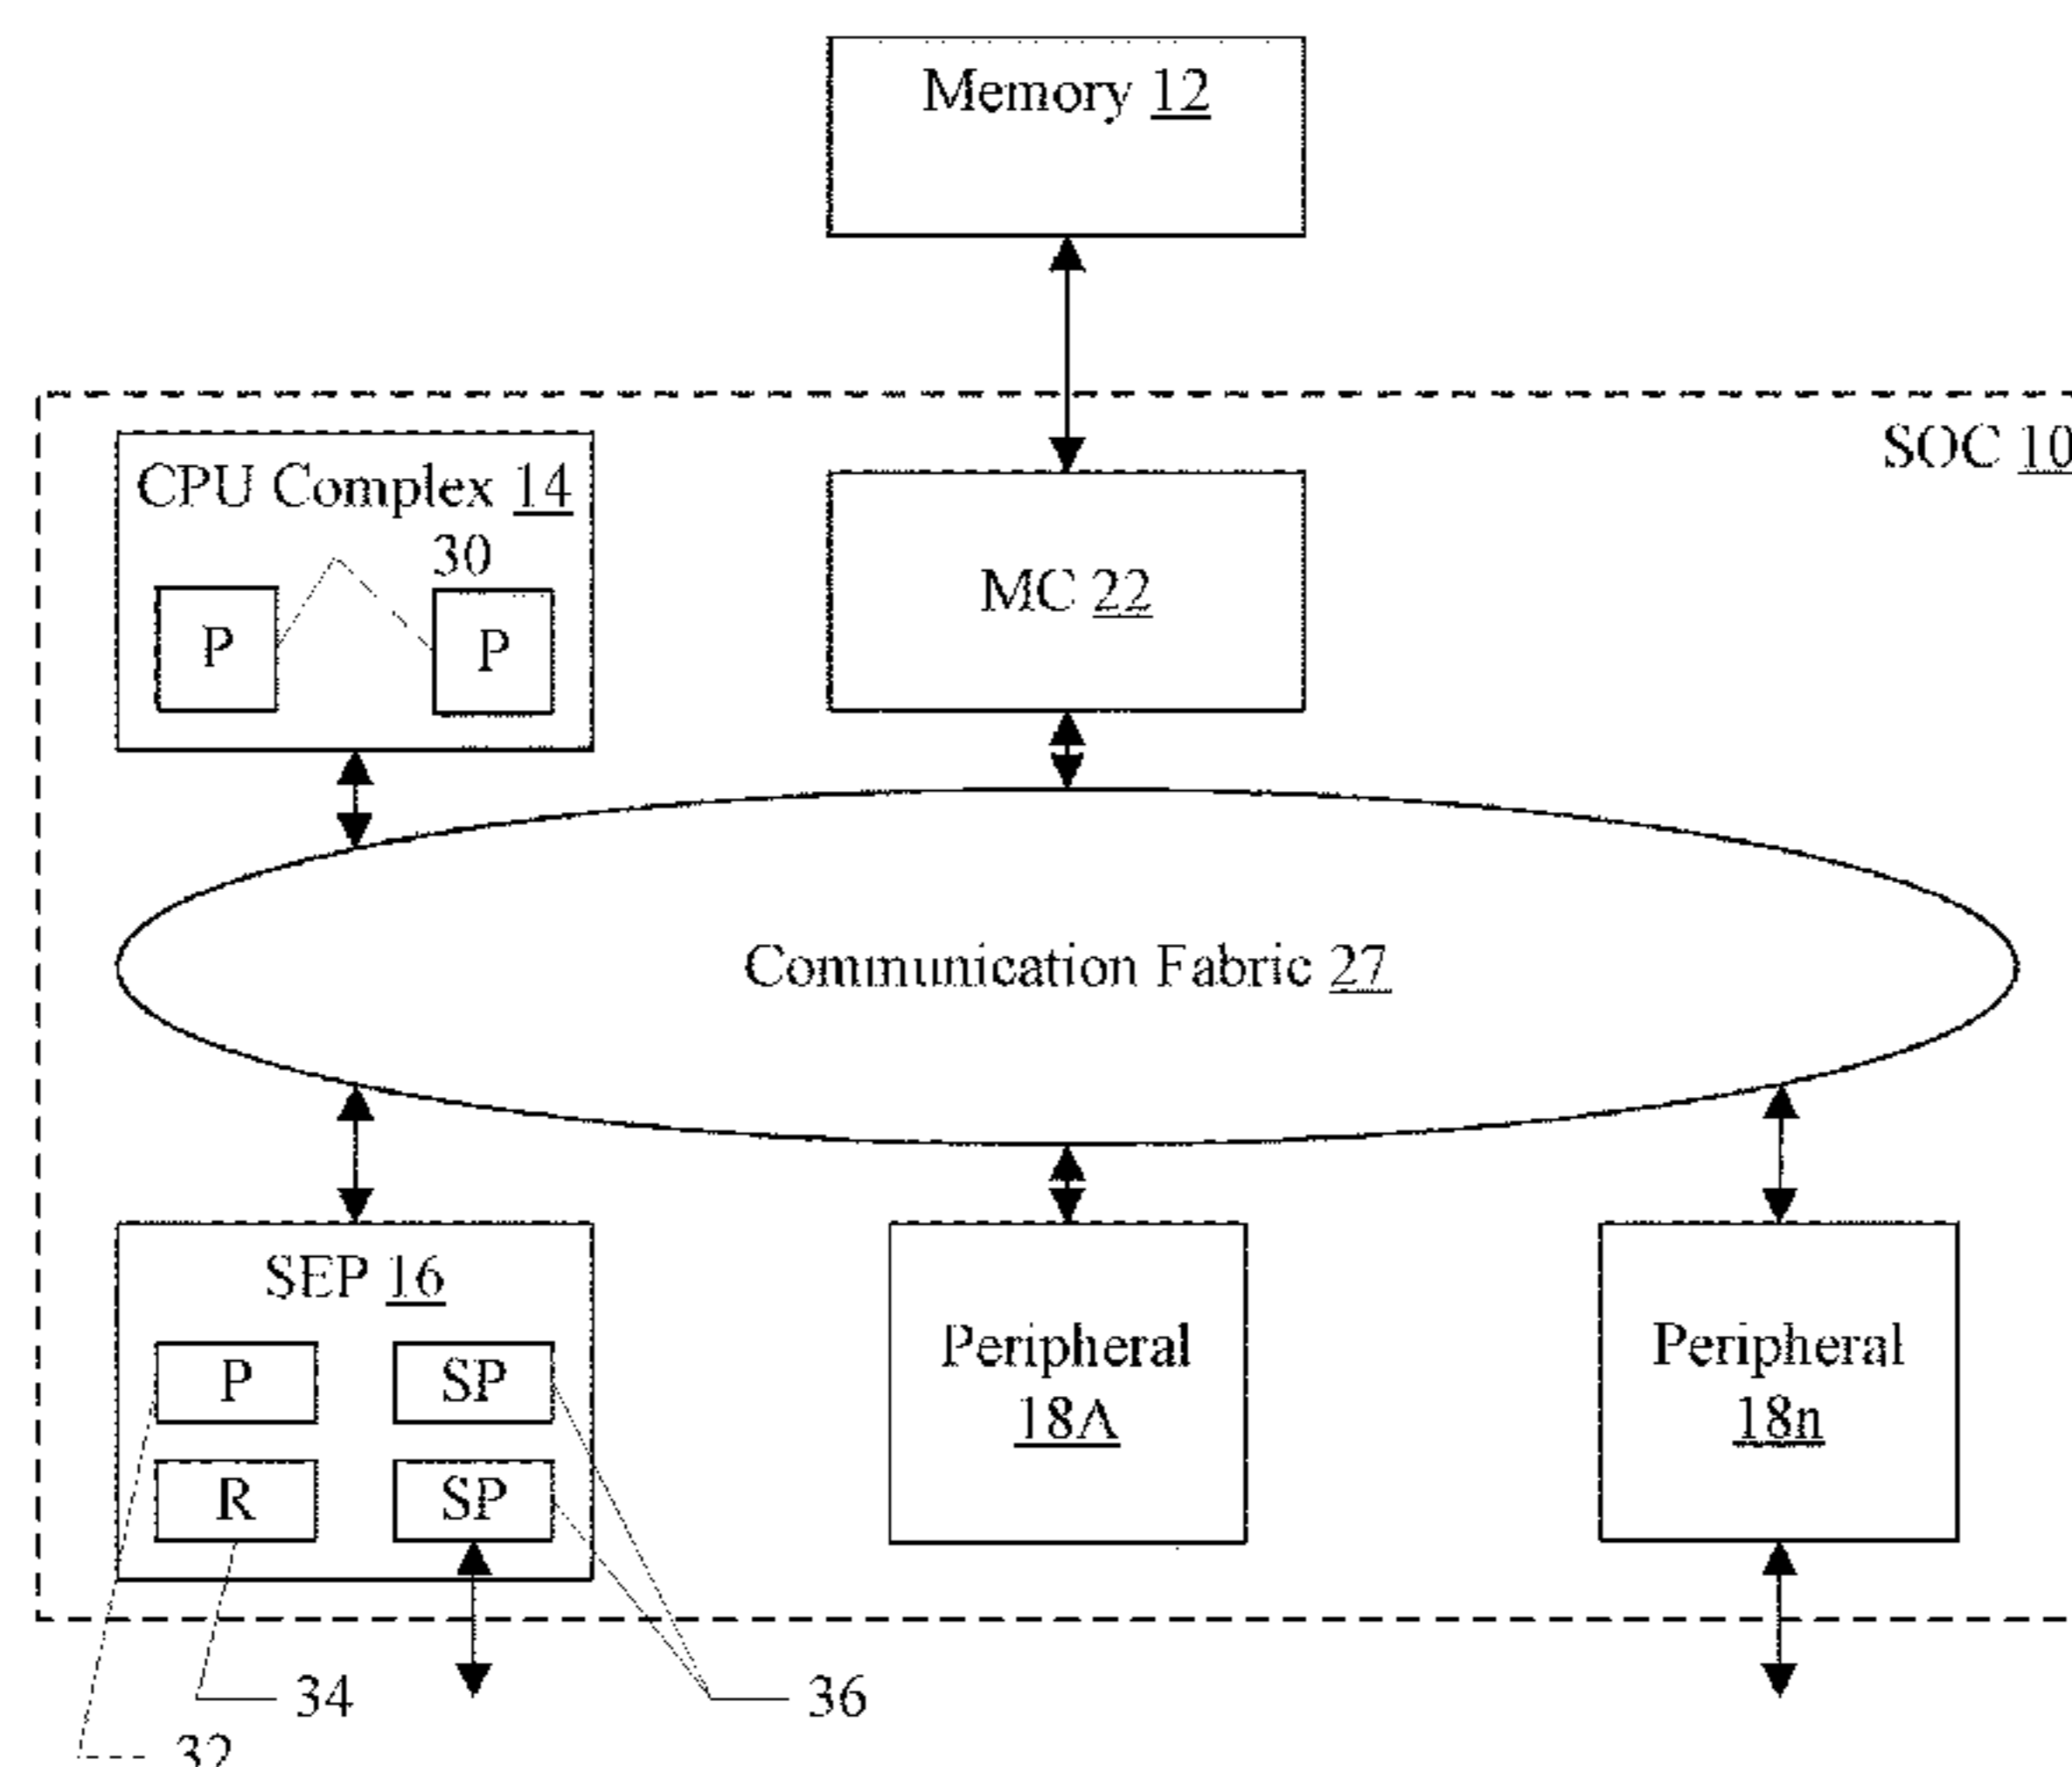 Memory 12
SOC 10
CPU Complex 14
30
P P
MC 22
Communication Fabric 27
SEP 16
P SP
R SP
Peripheral
18A
Peripheral
18n
34
36
32